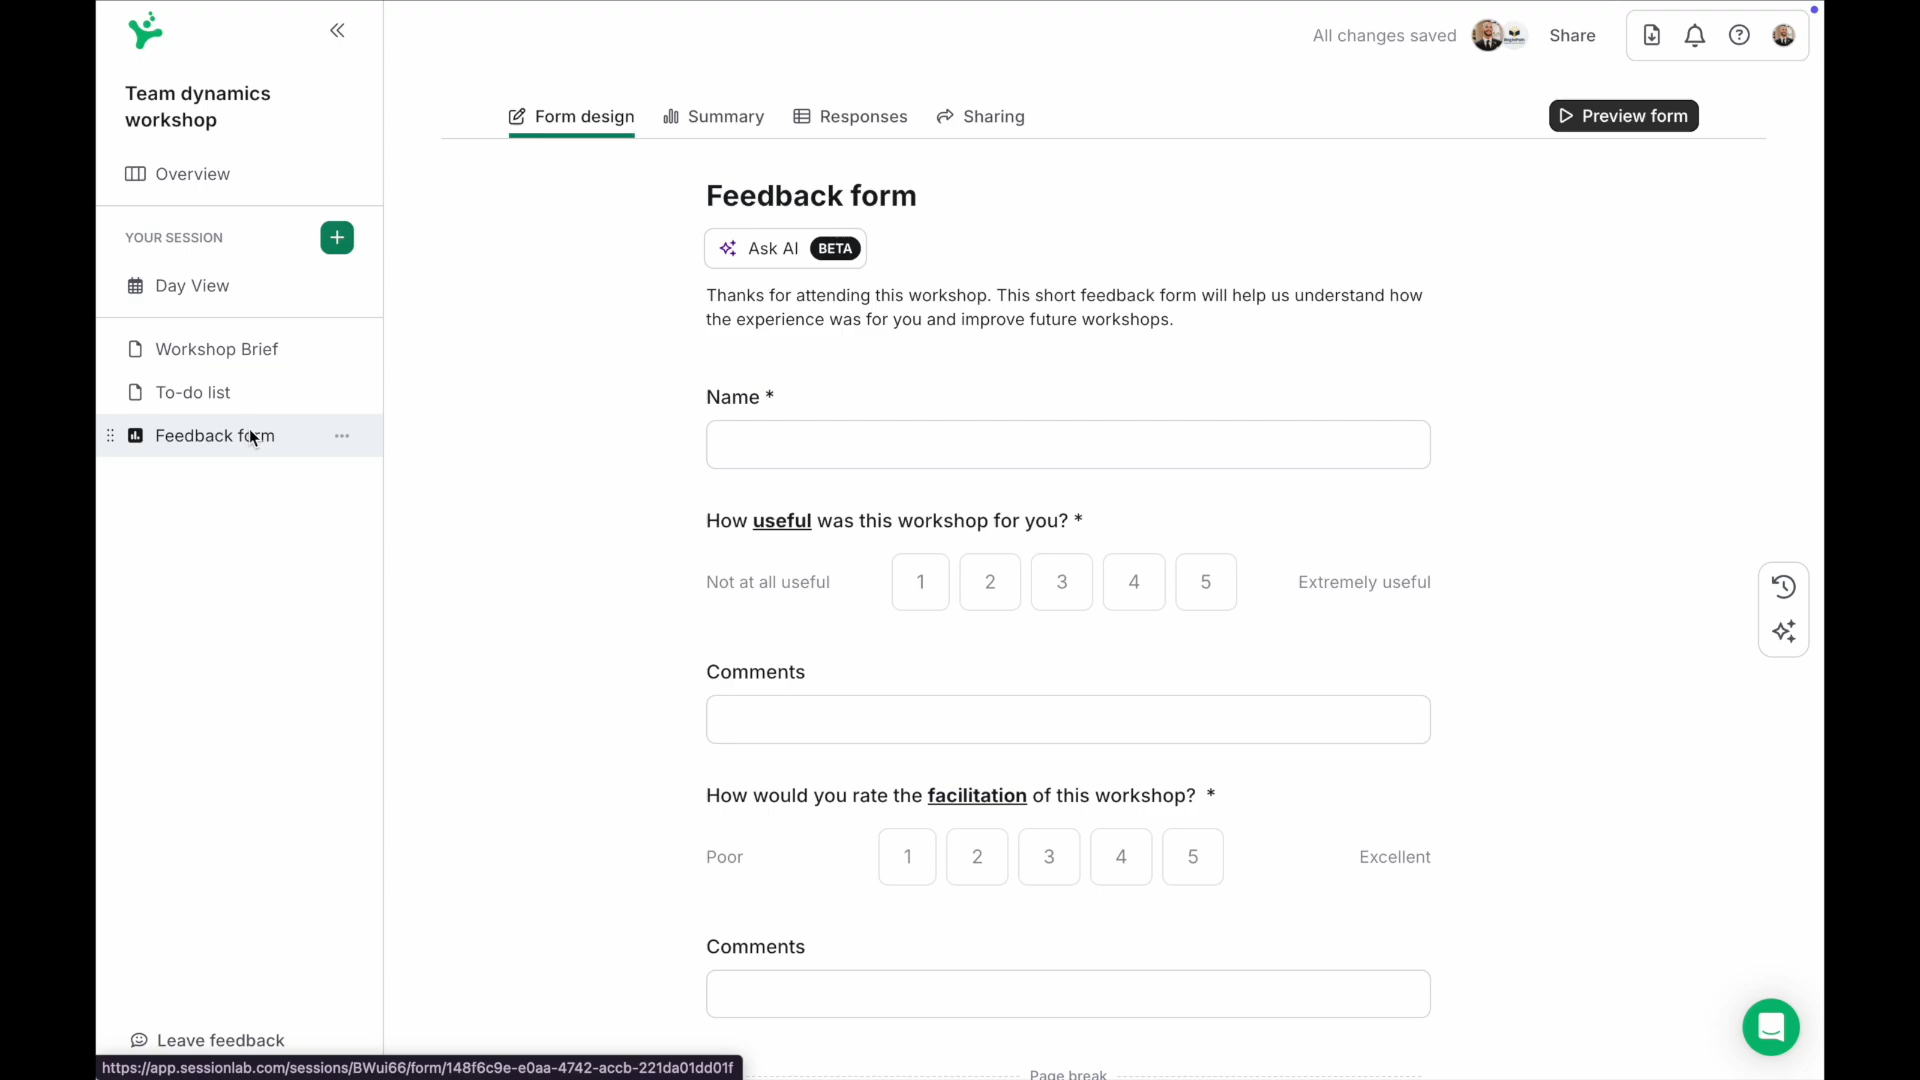 All changes saved
Share
Team dynamics
workshop
Overview
YOUR SESSION
Day View
Workshop Brief
To-do list
Feedback form
Leave feedback
Form design
Summary
Responses
Sharing
Preview form
Feedback form
Ask AI BETA
Thanks for attending this workshop. This short feedback form will help us understand how
the experience was for you and improve future workshops.
Name *
How useful was this workshop for you? *
Not at all useful 1 2 3 4 5 Extremely useful
Comments
How would you rate the facilitation of this workshop? *
Poor 1 2 3 4 5 Excellent
Comments
Page break
https://app.sessionlab.com/sessions/BWui66/form/148f6c9e-e0aa-4742-accb-221da01dd01f